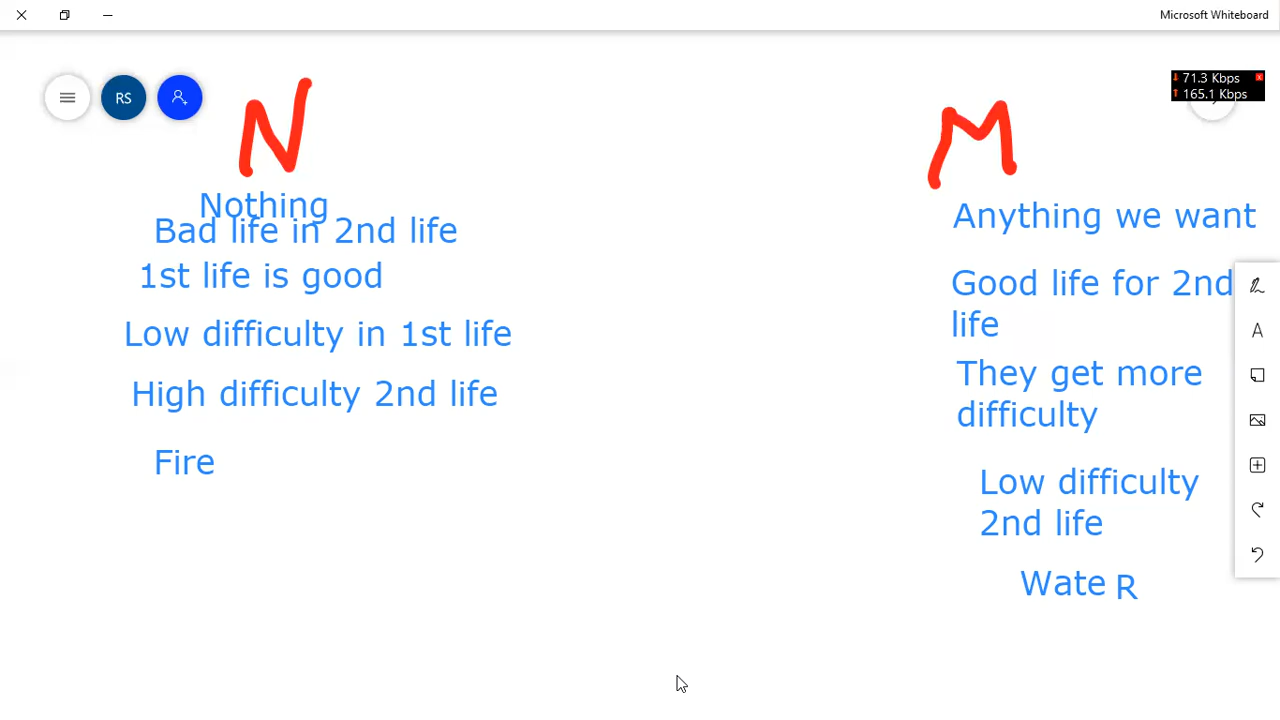 Microsoft Whiteboard
RS
71.3 Kbps
165.1 Kbps
N
Nothing
Bad life in 2nd life
1st life is good
Low difficulty in 1st life
High difficulty 2nd life
Fire
M
Anything we want
Good life for 2nd
life
They get more
difficulty
Low difficulty
2nd life
Wate R
A